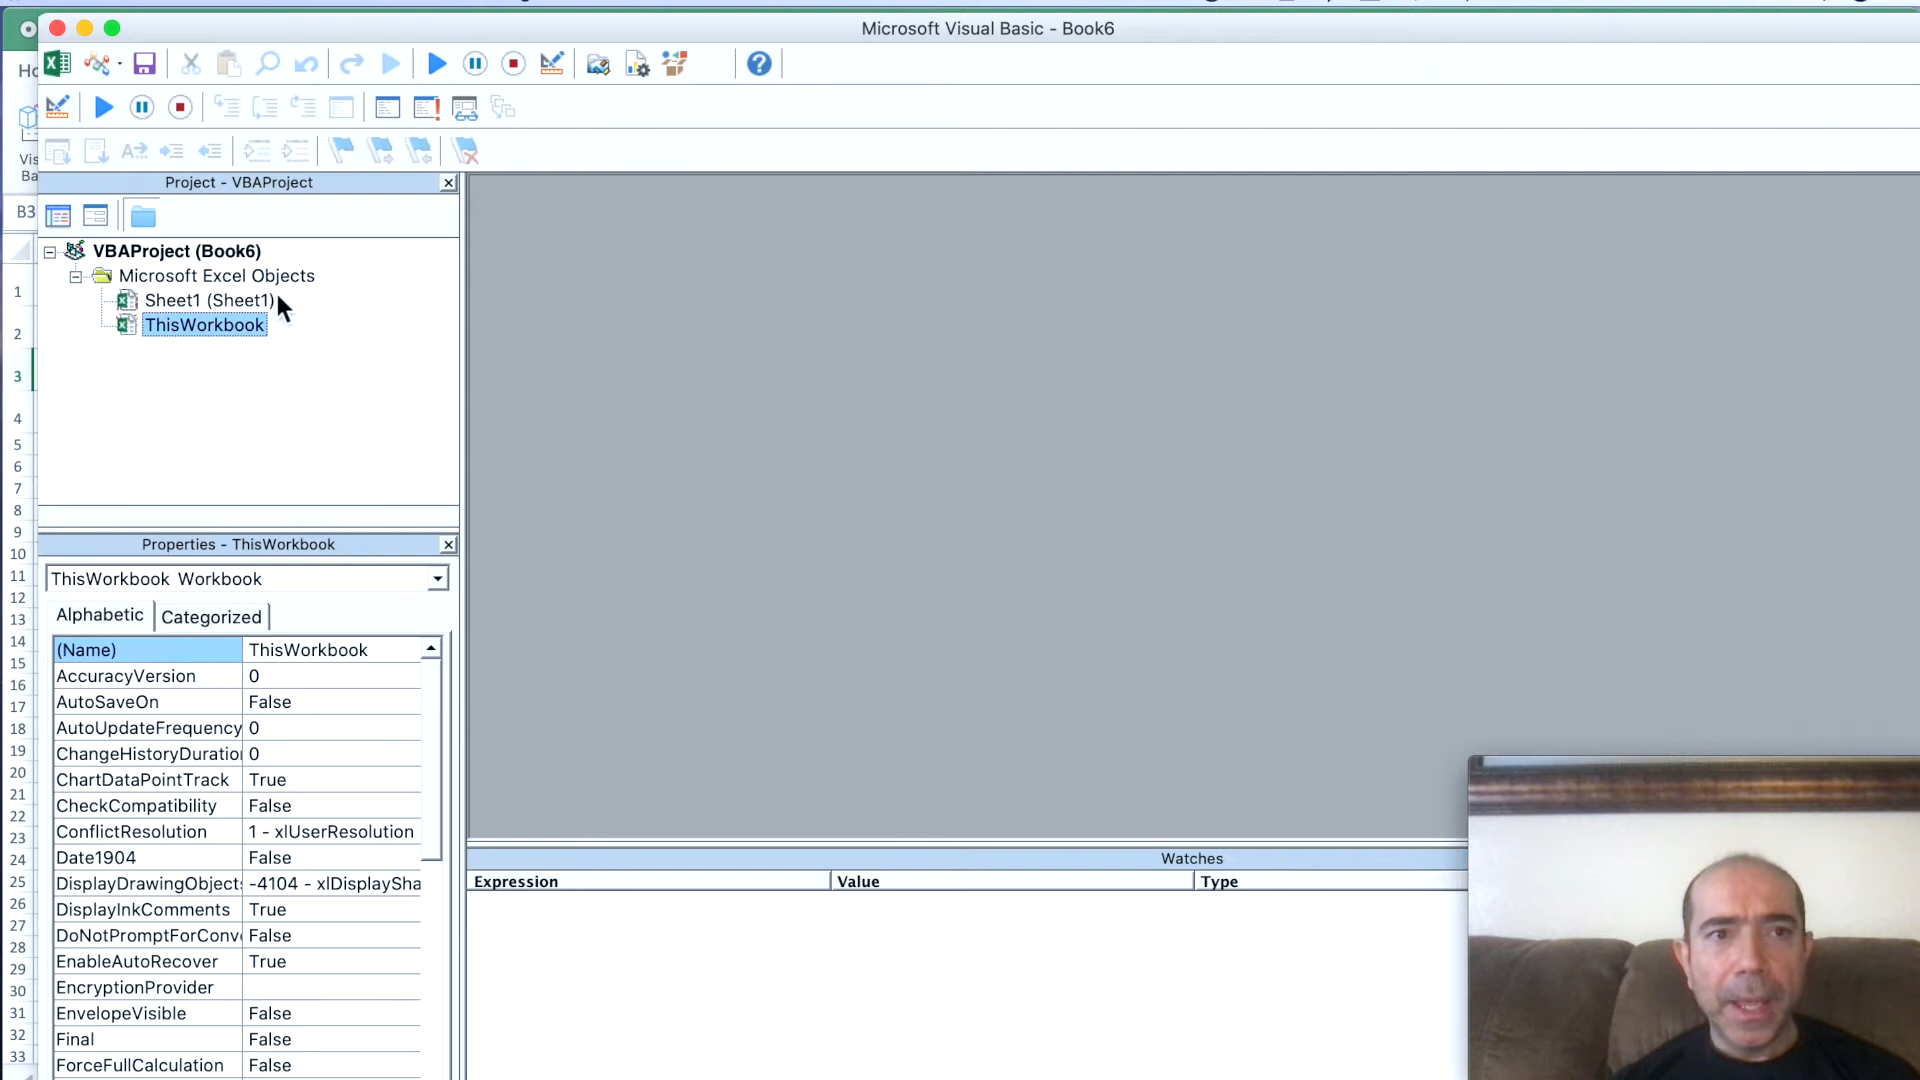 Microsoft Visual Basic - Book6
Ho
Vis
Ba
B3
Project - VBAProject
VBAProject (Book6)
Microsoft Excel Objects
Sheet1 (Sheet1)
ThisWorkbook
1
2
3
4
5
6
7
8
9
10
11
12
13
14
15
16
17
18
19
20
21
22
23
24
25
26
27
28
29
30
31
32
33
Properties - ThisWorkbook
ThisWorkbook Workbook
Alphabetic
Categorized
(Name) ThisWorkbook
AccuracyVersion 0
AutoSaveOn False
AutoUpdateFrequency 0
ChangeHistoryDuration 0
ChartDataPointTrack True
CheckCompatibility False
ConflictResolution 1 - xlUserResolution
Date1904 False
DisplayDrawingObjects -4104 - xlDisplaySha
DisplayInkComments True
DoNotPromptForConv False
EnableAutoRecover True
EncryptionProvider
EnvelopeVisible False
Final False
ForceFullCalculation False
Watches
Expression Value Type